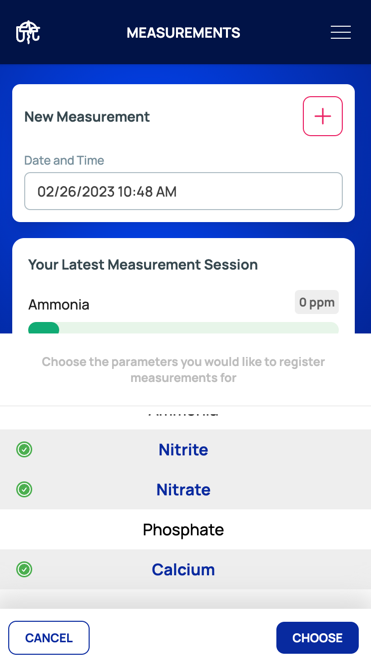 MEASUREMENTS
New Measurement
Date and Time
02/26/2023 10:48 AM
Your Latest Measurement Session
Ammonia
0 ppm
Choose the parameters you would like to register
measurements for
Nitrite
Nitrate
Phosphate
Calcium
CANCEL
CHOOSE